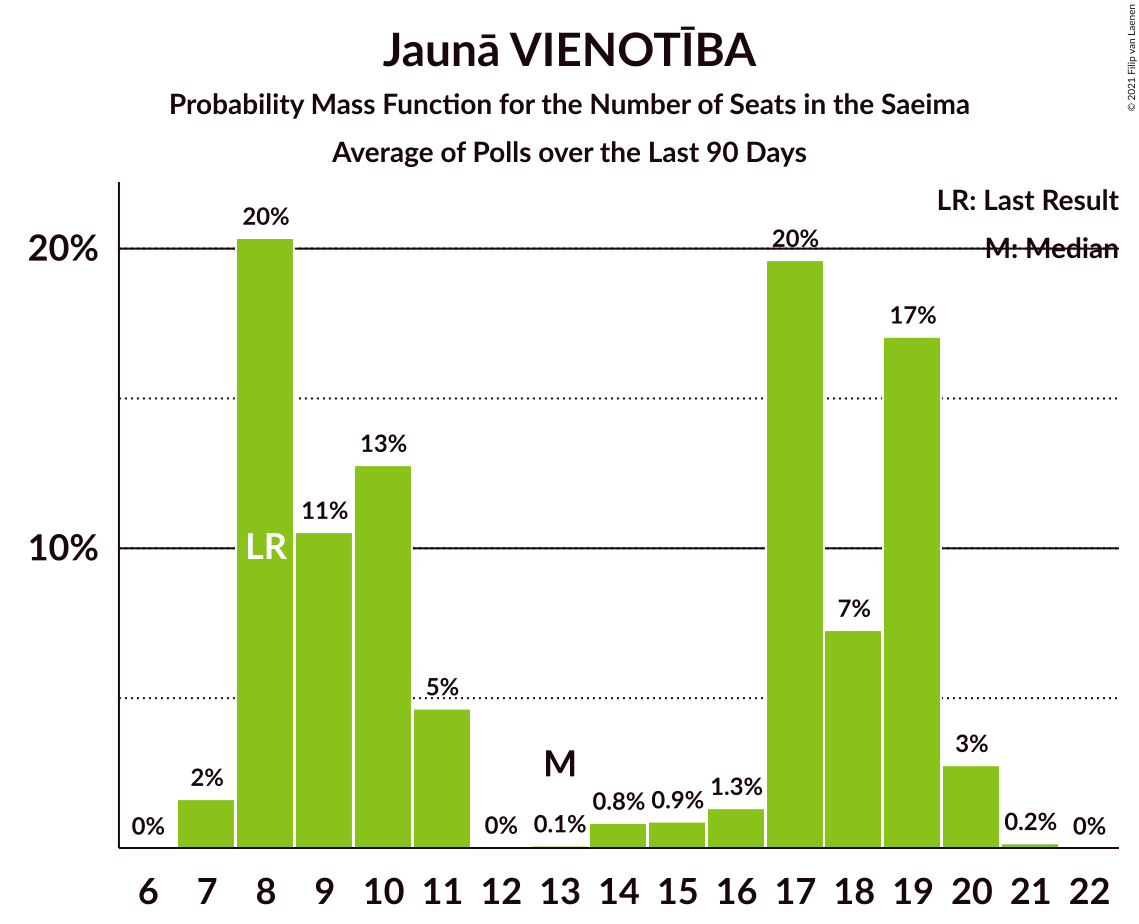 Jaunā VIENOTĪBA
Probability Mass Function for the Number of Seats in the Saeima
Average of Polls over the Last 90 Days
© 2021 Filip van Laenen
LR: Last Result
M: Median
20%
10%
0%
2%
20%
11%
13%
5%
0%
0.1%
0.8%
0.9%
1.3%
20%
7%
17%
3%
0.2%
0%
LR
M
6 7 8 9 10 11 12 13 14 15 16 17 18 19 20 21 22